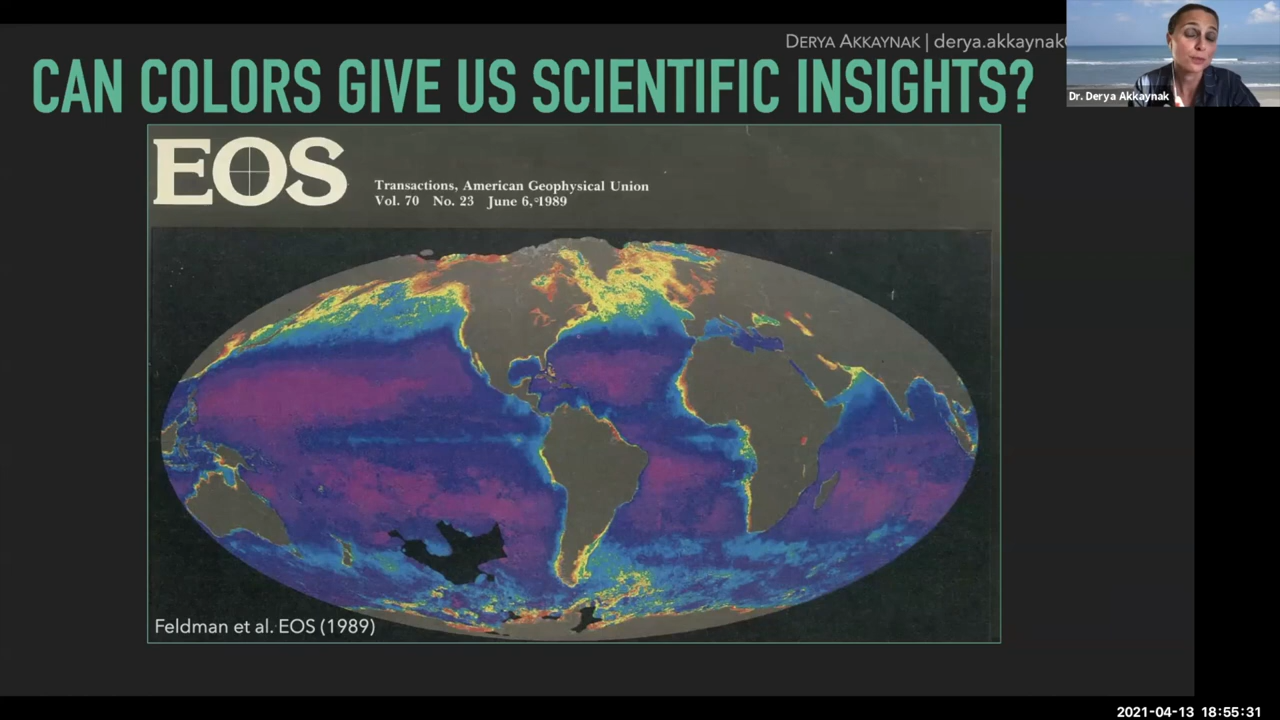 DERYA AKKAYNAK | derya.akkaynak
CAN COLORS GIVE US SCIENTIFIC INSIGHTS?
Dr. Derya Akkaynak
EOS
Transactions, American Geophysical Union
Vol. 70 No. 23 June 6, 1989
Feldman et al. EOS (1989)
2021-04-13 18:55:31